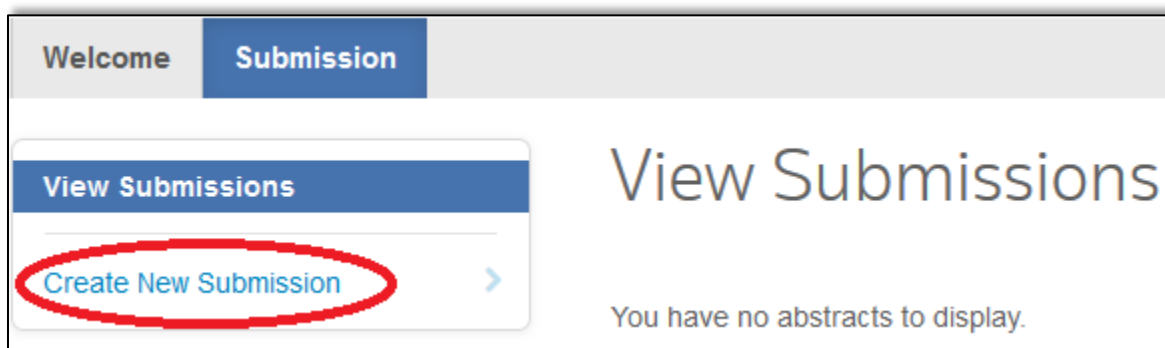 Welcome Submission
View Submissions
Create New Submission
View Submissions
You have no abstracts to display.